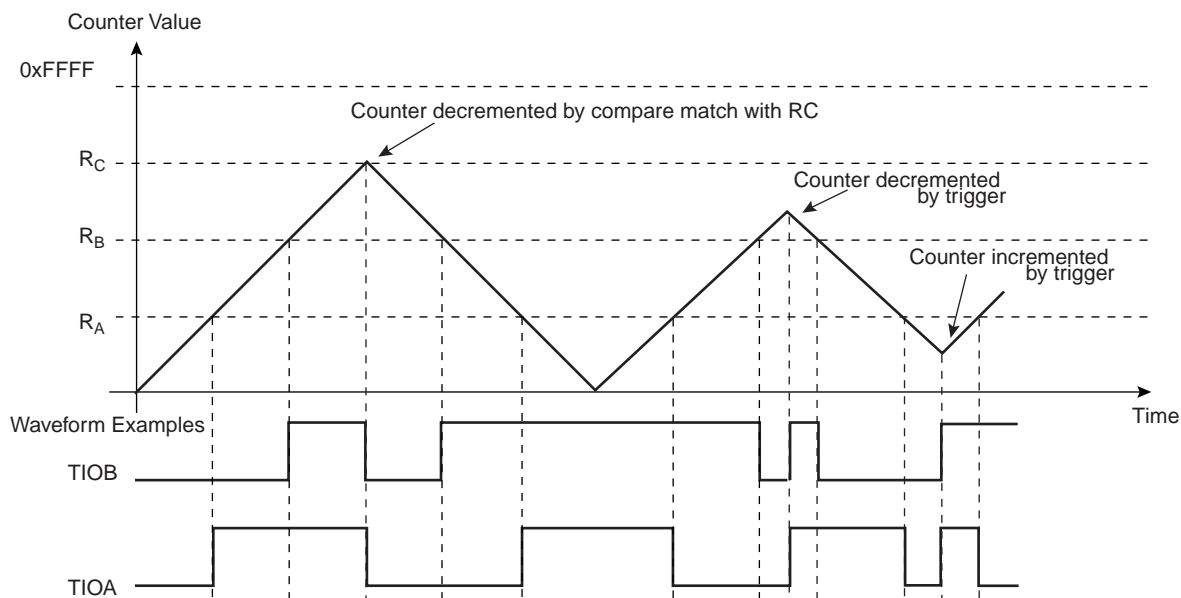 Counter Value
0xFFFF
Counter decremented by compare match with RC
RC
Counter decremented
by trigger
RB
Counter incremented
by trigger
RA
Time
Waveform Examples
TIOB
TIOA